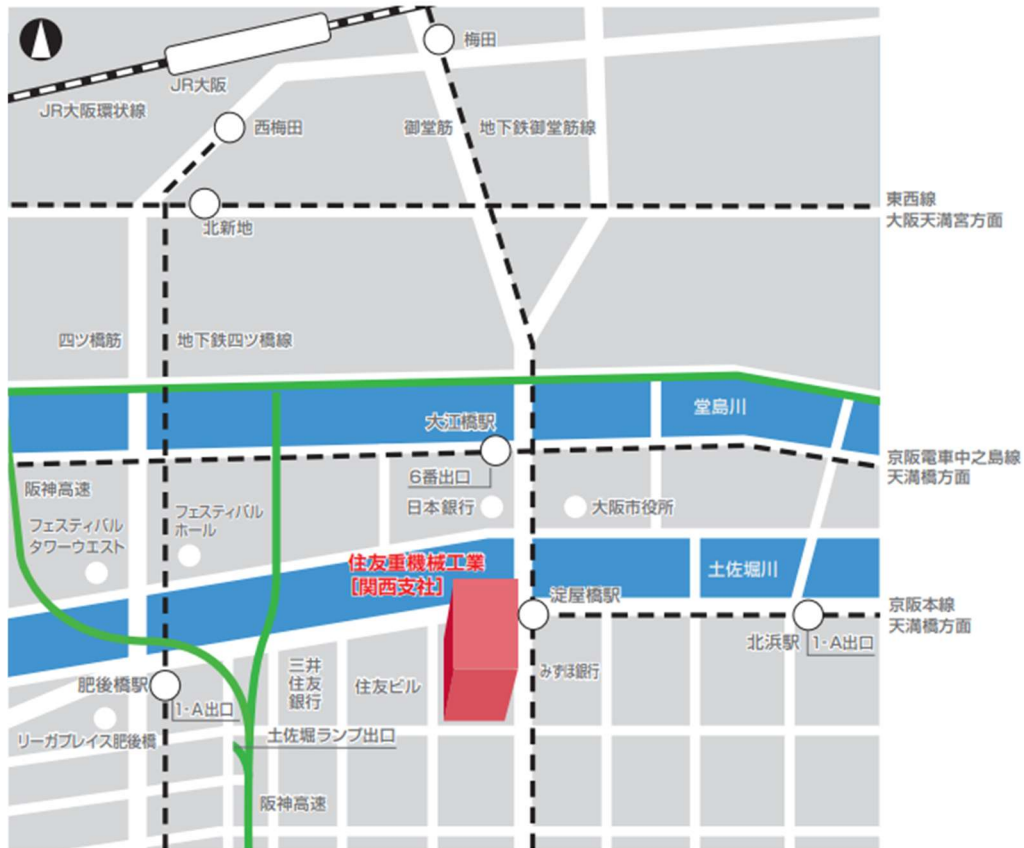 梅田
JR大阪
JR大阪環状線
西梅田
御堂筋
地下鉄御堂筋線
東西線
大阪天満宮方面
北新地
四ツ橋筋
地下鉄四ツ橋線
堂島川
大江橋駅
京阪電車中之島線
天満橋方面
6番出口
阪神高速
日本銀行
大阪市役所
フェスティバル
ホール
フェスティバル
タワーウエスト
住友重機械工業
[関西支社]
土佐堀川
淀屋橋駅
京阪本線
天満橋方面
北浜駅
1・A出口
みずほ銀行
三井
住友
銀行
住友ビル
肥後橋駅
1・A出口
リーガプレイス肥後橋
土佐堀ランプ出口
阪神高速